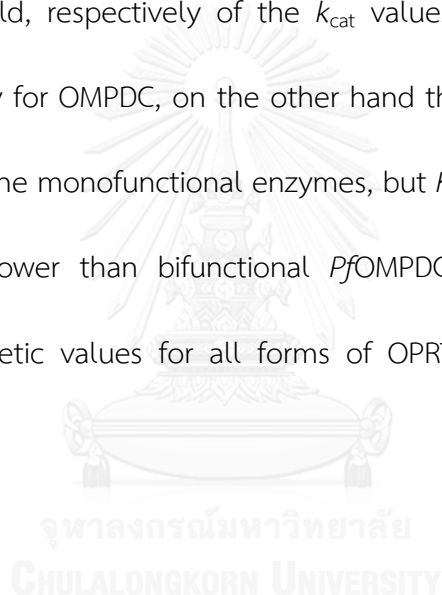 ld, respectively of the kcat value
y for OMPDC, on the other hand th
ne monofunctional enzymes, but K
ower than bifunctional PfOMPDC
etic values for all forms of OPRT
จุฬาลงกรณ์มหาวิทยาลัย
CHULALONGKORN UNIVERSITY